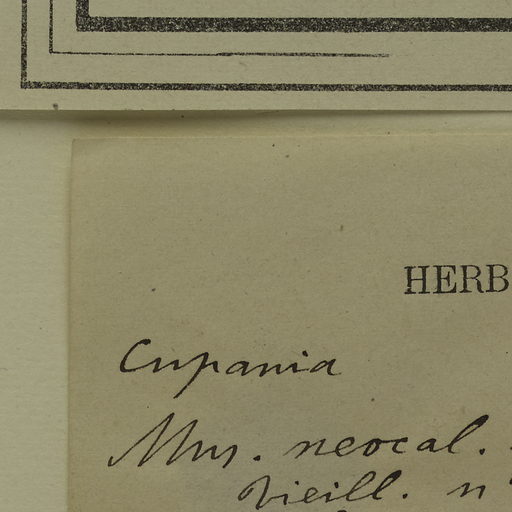 HERB
Cupania
Mus. neocal.
Vieill. n